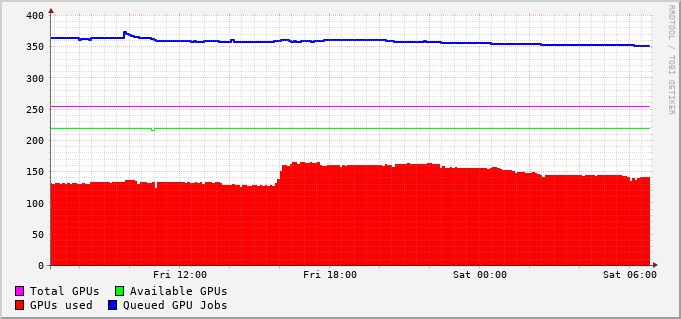 400
350
300
250
200
150
100
50
0
Fri 12:00 Fri 18:00 Sat 00:00 Sat 06:00
Total GPUs Available GPUs
GPUs used Queued GPU Jobs
RRDTOOL / TOBI OETIKER